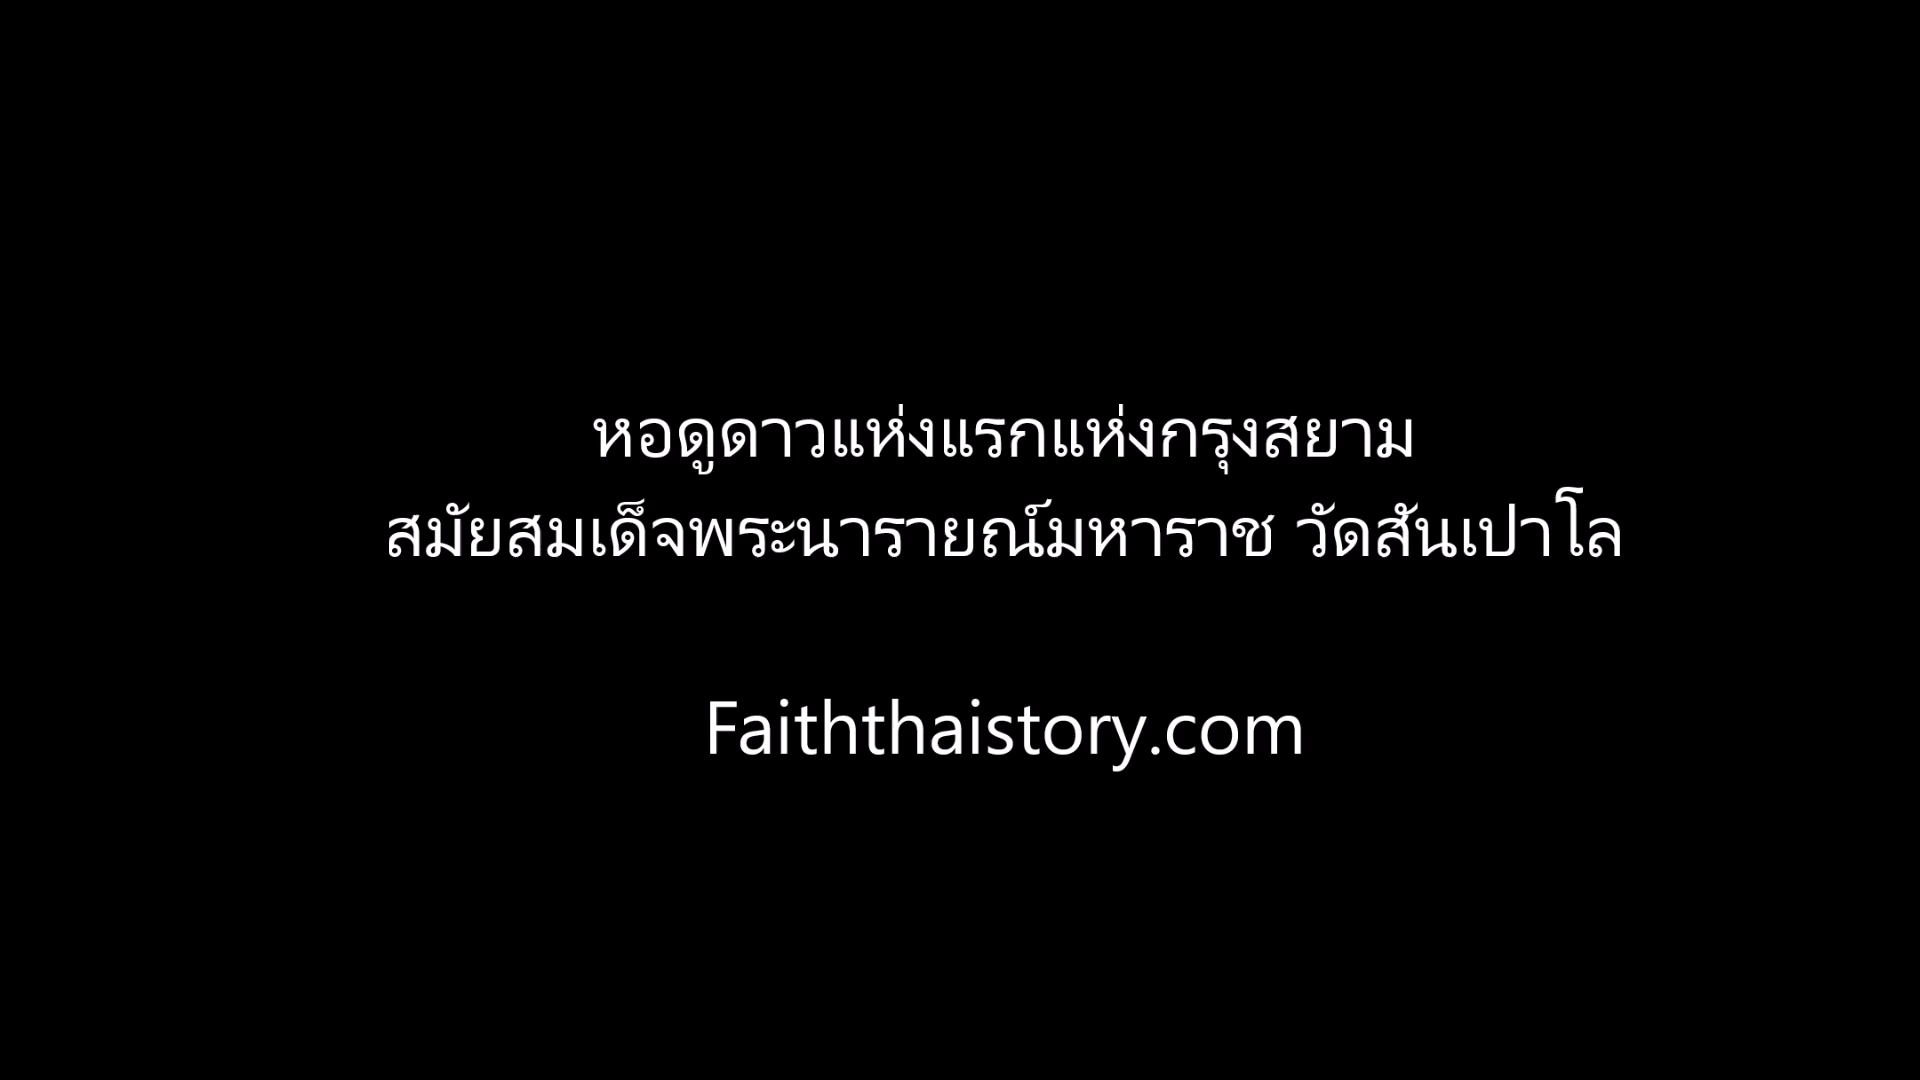 หอดูดาวแห่งแรกแห่งกรุงสยาม
สมัยสมเด็จพระนารายณ์มหาราช วัดสันเปาโล
Faiththaistory.com